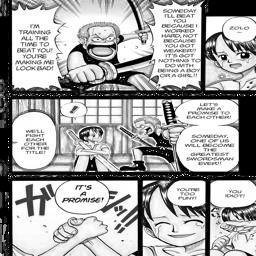 SOMEDAY
I'LL BEAT
YOU
BECAUSE I
WORKED
HARD, NOT
BECAUSE
YOU GOT
WEAKER!!
IT'S GOT
NOTHING TO
DO WITH
BEING A BOY
OR A GIRL!!
I'M
TRAINING
ALL THE
TIME TO
BEAT YOU!
YOU'RE
MAKING ME
LOOK BAD!
ZOLO
LET'S
MAKE A
PROMISE TO
EACH OTHER!
SOMEDAY,
ONE OF US
WILL BECOME
THE
GREATEST
SWORDSMAN
EVER!!
WE'LL
FIGHT
EACH
OTHER FOR
THE TITLE!
YOU
IDIOT!
YOU'RE
TOO
FUNNY!
IT'S
A
PROMISE!
ガシッ